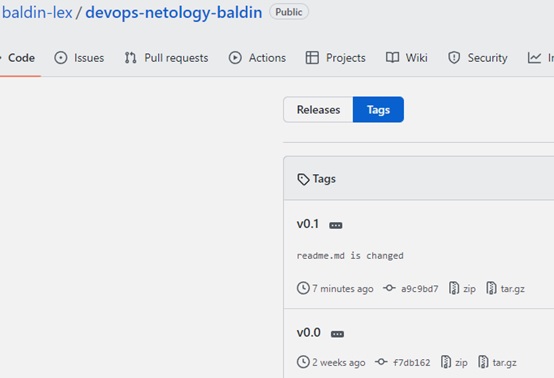 baldin-lex / devops-netology-baldin Public
Code Issues Pull requests Actions Projects Wiki Security
Releases Tags
Tags
v0.1
readme.md is changed
7 minutes ago a9c9bd7 zip tar.gz
v0.0
2 weeks ago f7db162 zip tar.gz